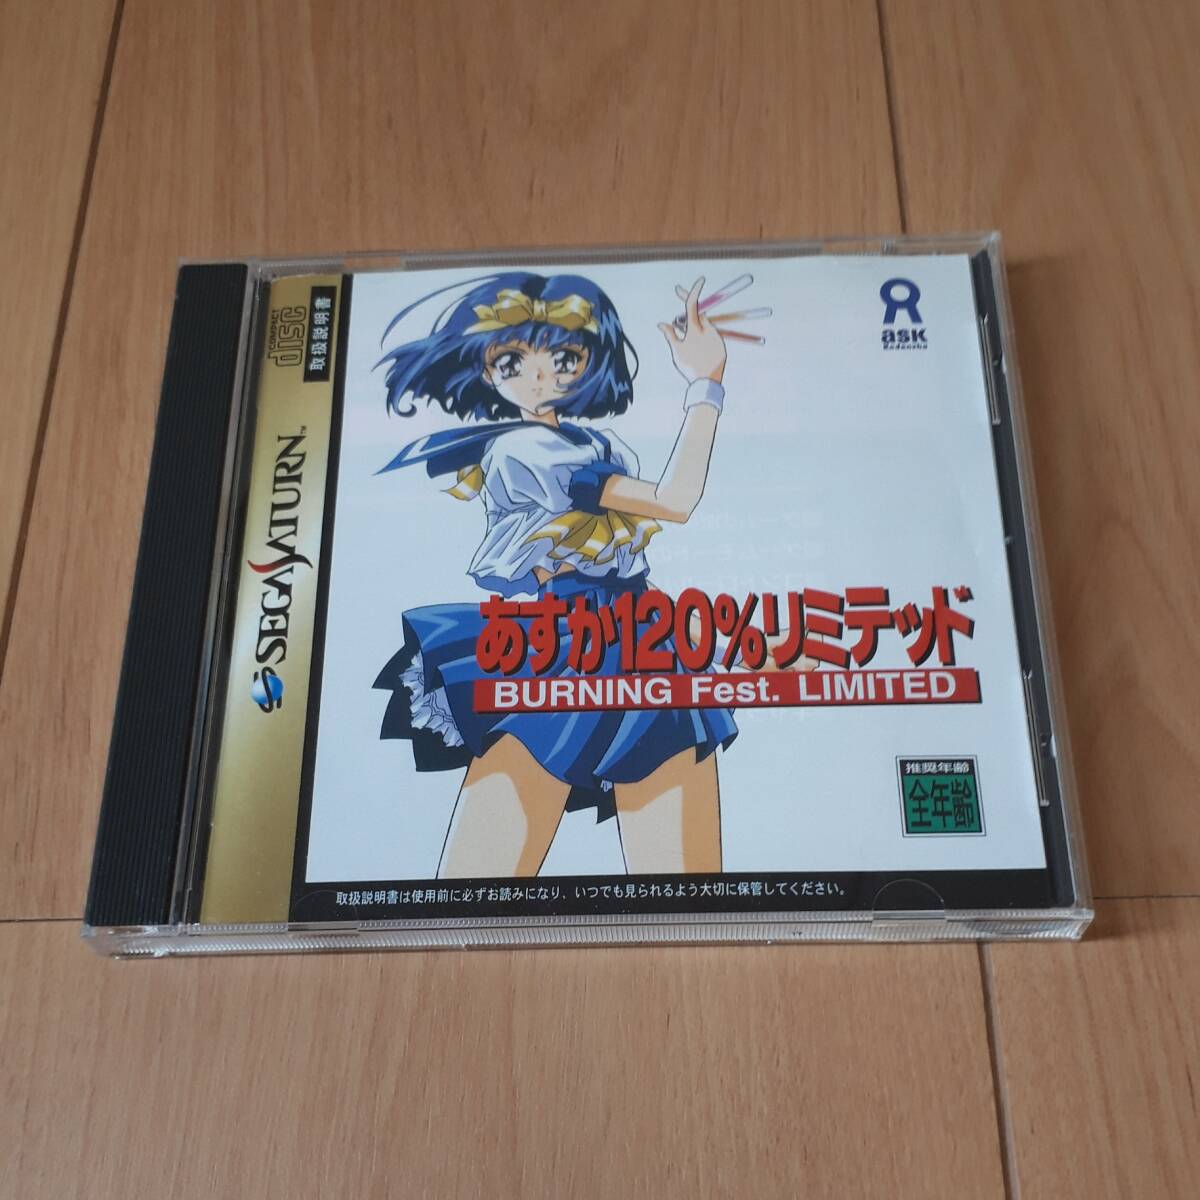 COMPACT
disc
取扱説明書
SEGA SATURN™
ask
Kodansha
あすか120%リミテッド
BURNING Fest. LIMITED
推奨年齢
全年齢
取扱説明書は使用前に必ずお読みになり、いつでも見られるよう大切に保管してください。